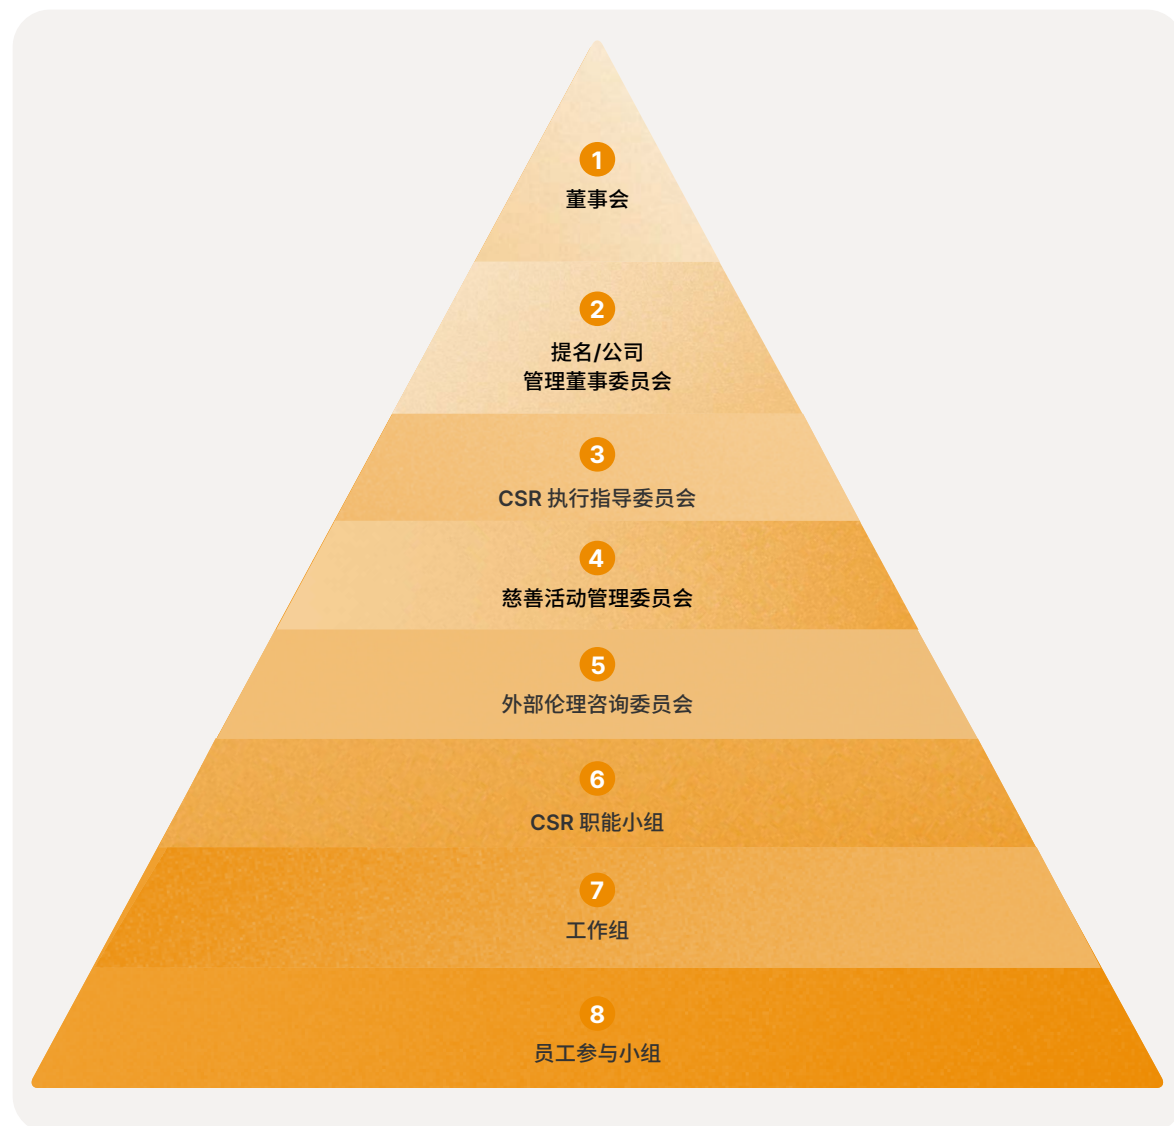 1
董事会
2
提名/公司
管理董事委员会
3
CSR 执行指导委员会
4
慈善活动管理委员会
5
外部伦理咨询委员会
6
CSR 职能小组
7
工作组
8
员工参与小组